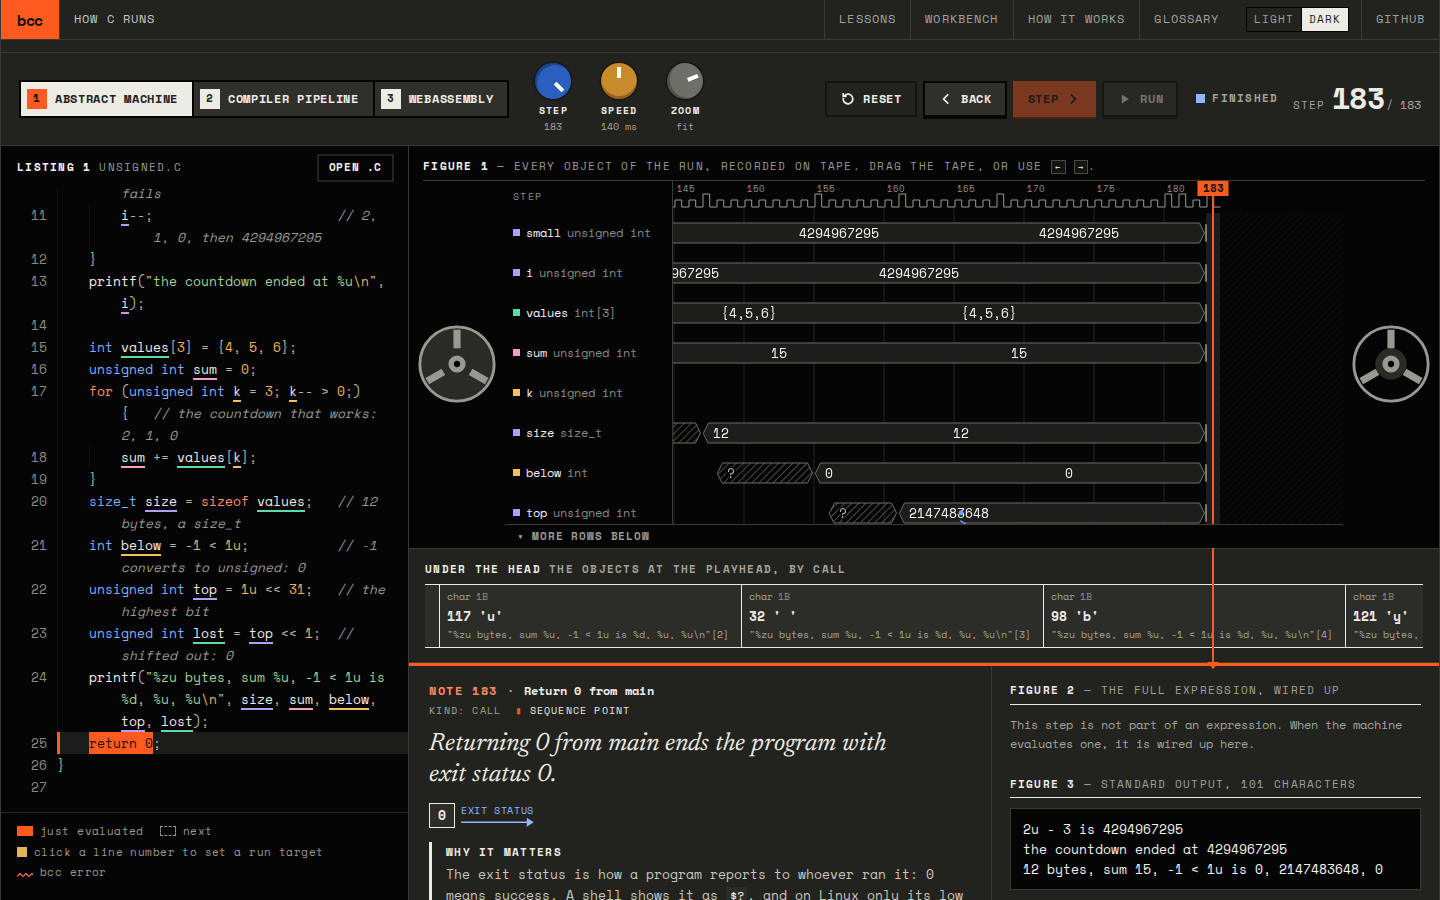 bcc HOW C RUNS LESSONS WORKBENCH HOW IT WORKS GLOSSARY LIGHT DARK GITHUB
1 ABSTRACT MACHINE 2 COMPILER PIPELINE 3 WEBASSEMBLY
STEP 183
SPEED 140 ms
ZOOM fit
RESET BACK STEP RUN FINISHED STEP 183 / 183
LISTING 1 UNSIGNED.C OPEN .C
fails
11 i--; // 2,
1, 0, then 4294967295
12 }
13 printf("the countdown ended at %u\n",
i);
14
15 int values[3] = {4, 5, 6};
16 unsigned int sum = 0;
17 for (unsigned int k = 3; k-- > 0;)
{ // the countdown that works:
2, 1, 0
18 sum += values[k];
19 }
20 size_t size = sizeof values; // 12
bytes, a size_t
21 int below = -1 < 1u; // -1
converts to unsigned: 0
22 unsigned int top = 1u << 31; // the
highest bit
23 unsigned int lost = top << 1; //
shifted out: 0
24 printf("%zu bytes, sum %u, -1 < 1u is
%d, %u, %u\n", size, sum, below,
top, lost);
25 return 0;
26 }
27
just evaluated next
click a line number to set a run target
bcc error
FIGURE 1 — EVERY OBJECT OF THE RUN, RECORDED ON TAPE. DRAG THE TAPE, OR USE ← →.
STEP 145 150 155 160 165 170 175 180 183
small unsigned int 4294967295 4294967295
i unsigned int 967295 4294967295
values int[3] {4,5,6} {4,5,6}
sum unsigned int 15 15
k unsigned int
size size_t 12 12
below int ? 0 0
top unsigned int ? 2147483648
▾ MORE ROWS BELOW
UNDER THE HEAD THE OBJECTS AT THE PLAYHEAD, BY CALL
char 1B char 1B char 1B char 1B
117 'u' 32 ' ' 98 'b' 121 'y'
"%zu bytes, sum %u, -1 < 1u is %d, %u, %u\n"[2] "%zu bytes, sum %u, -1 < 1u is %d, %u, %u\n"[3] "%zu bytes, sum %u, -1 < 1u is %d, %u, %u\n"[4] "%zu bytes,
NOTE 183 · Return 0 from main
KIND: CALL SEQUENCE POINT
Returning 0 from main ends the program with
exit status 0.
0 EXIT STATUS
WHY IT MATTERS
The exit status is how a program reports to whoever ran it: 0
means success. A shell shows it as $?, and on Linux only its low
FIGURE 2 — THE FULL EXPRESSION, WIRED UP
This step is not part of an expression. When the machine
evaluates one, it is wired up here.
FIGURE 3 — STANDARD OUTPUT, 101 CHARACTERS
2u - 3 is 4294967295
the countdown ended at 4294967295
12 bytes, sum 15, -1 < 1u is 0, 2147483648, 0